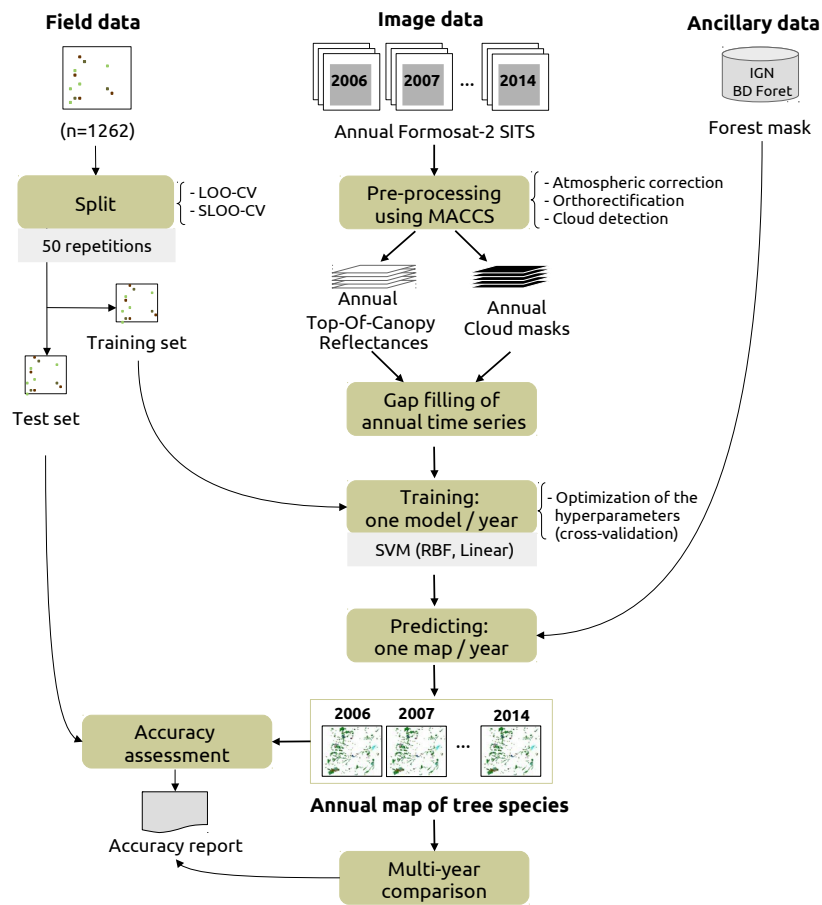 Field data
Image data
Ancillary data
2006
2007
...
2014
IGN
BD Foret
(n=1262)
Annual Formosat-2 SITS
Forest mask
Split
- LOO-CV
- SLOO-CV
50 repetitions
Pre-processing
using MACCS
- Atmospheric correction
- Orthorectification
- Cloud detection
Training set
Test set
Annual
Top-Of-Canopy
Reflectances
Annual
Cloud masks
Gap filling of
annual time series
Training:
one model / year
SVM (RBF, Linear)
- Optimization of the
hyperparameters
(cross-validation)
Predicting:
one map / year
2006
2007
2014
...
Accuracy
assessment
Annual map of tree species
Accuracy report
Multi-year
comparison